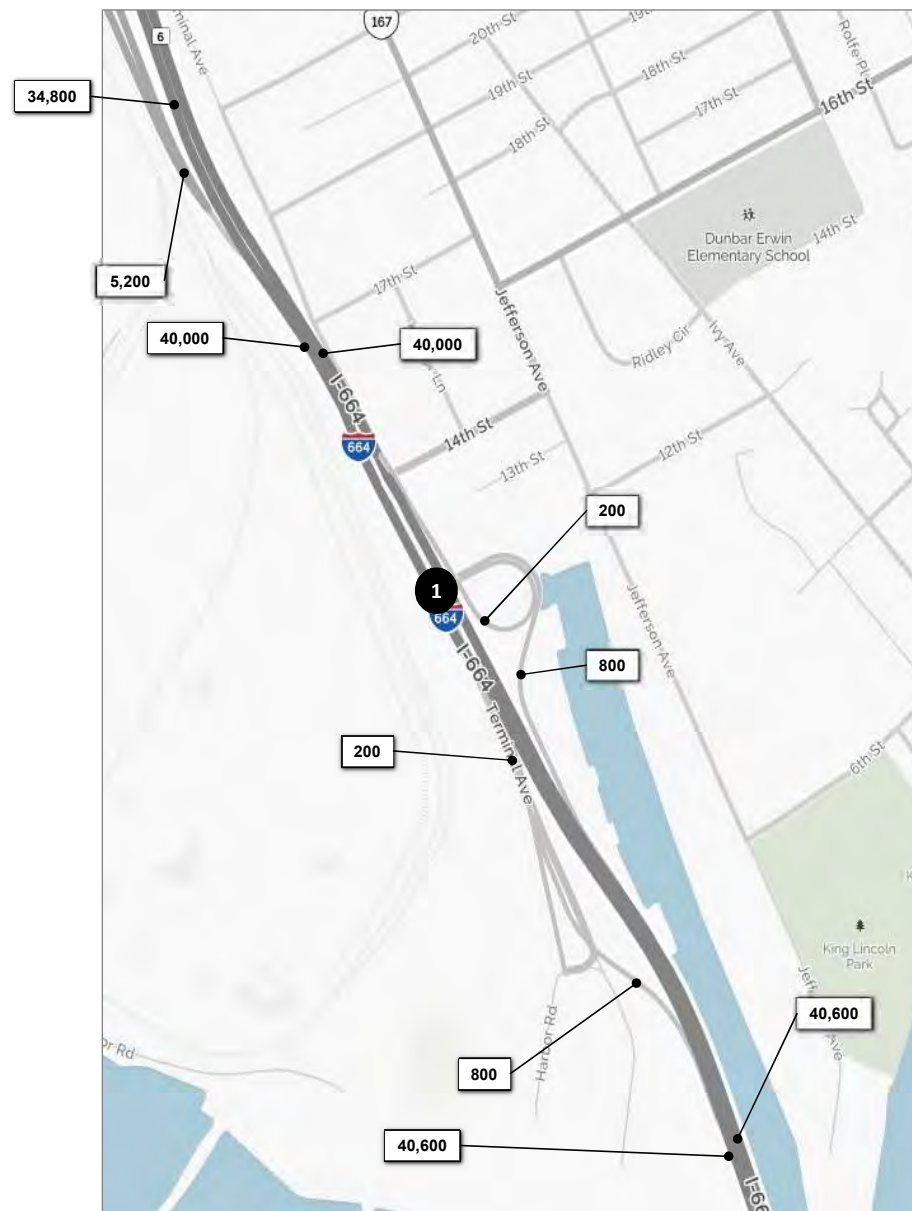 167
6
minal Ave
20th St
19th
Rolfe Pl
34,800
19th St
18th St
17th St
16th St
18th St
5,200
Dunbar Erwin
Elementary School
14th St
17th St
Jefferson Ave
40,000
40,000
Ridley Cir
Ivy Ave
Ln
I-664
664
14th St
13th St
12th St
200
1
664
Jefferson Ave
I-664
800
200
Terminal Ave
6th St
King Lincoln
Park
Harbor Rd
Jeff
Ave
40,600
or Rd
800
40,600
I-66